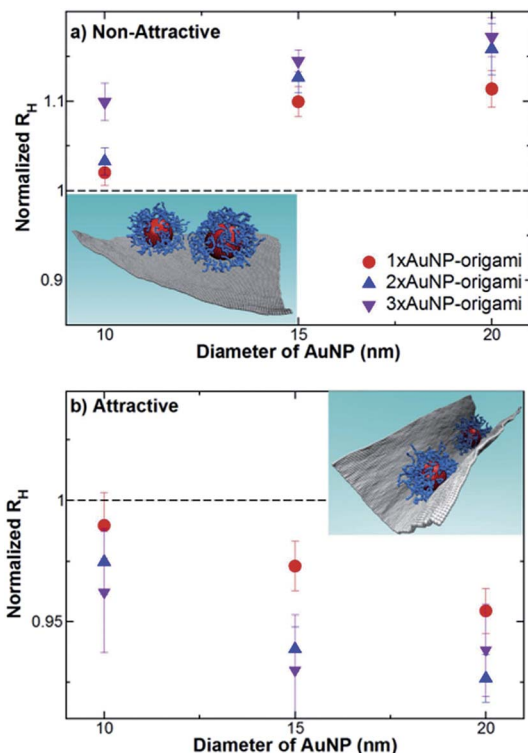 a) Non-Attractive
Normalized R_H
1.1
1
0.9
1xAuNP-origami
2xAuNP-origami
3xAuNP-origami
10
15
20
Diameter of AuNP (nm)
b) Attractive
Normalized R_H
1
0.95
10
15
20
Diameter of AuNP (nm)